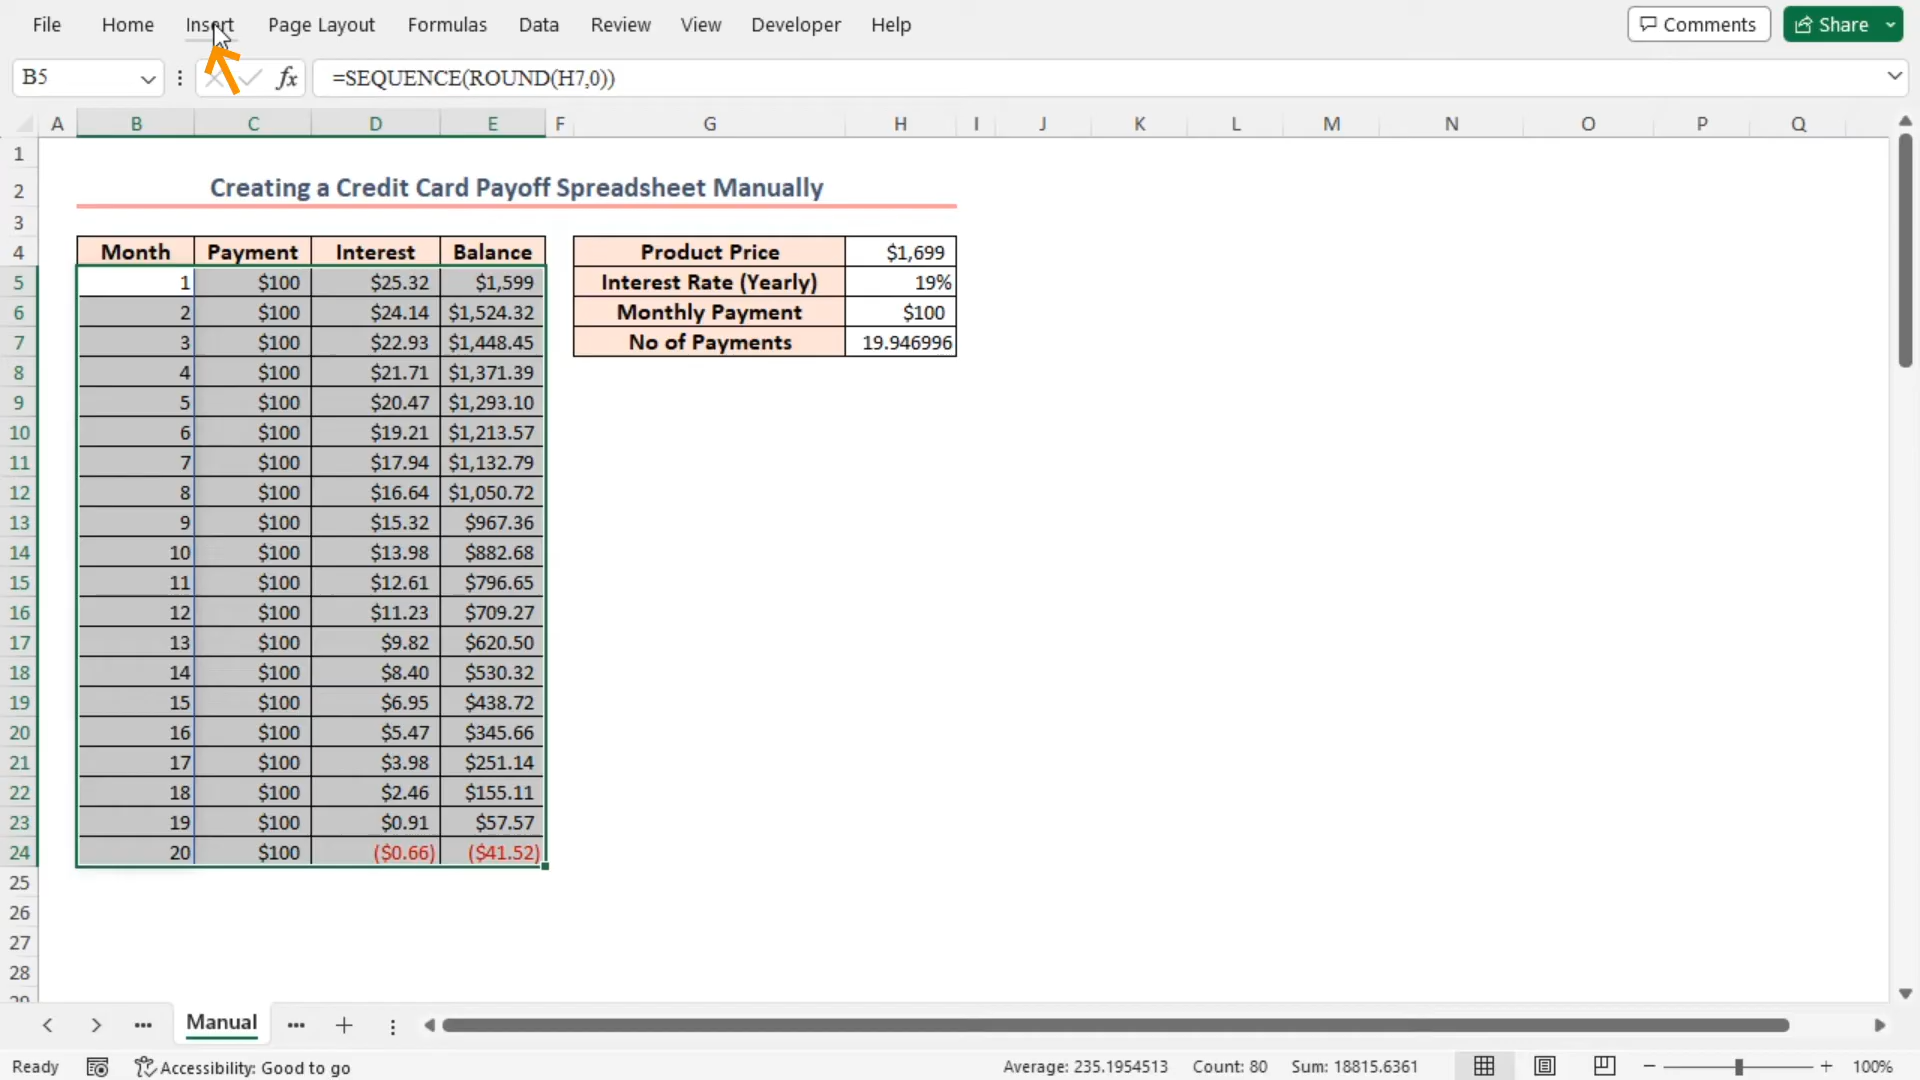 File Home Insert Page Layout Formulas Data Review View Developer Help Comments Share
B5 fx =SEQUENCE(ROUND(H7,0))
A B C D E F G H I J K L M N O P Q
1
2 Creating a Credit Card Payoff Spreadsheet Manually
3
4 Month Payment Interest Balance Product Price $1,699
5 1 $100 $25.32 $1,599 Interest Rate (Yearly) 19%
6 2 $100 $24.14 $1,524.32 Monthly Payment $100
7 3 $100 $22.93 $1,448.45 No of Payments 19.946996
8 4 $100 $21.71 $1,371.39
9 5 $100 $20.47 $1,293.10
10 6 $100 $19.21 $1,213.57
11 7 $100 $17.94 $1,132.79
12 8 $100 $16.64 $1,050.72
13 9 $100 $15.32 $967.36
14 10 $100 $13.98 $882.68
15 11 $100 $12.61 $796.65
16 12 $100 $11.23 $709.27
17 13 $100 $9.82 $620.50
18 14 $100 $8.40 $530.32
19 15 $100 $6.95 $438.72
20 16 $100 $5.47 $345.66
21 17 $100 $3.98 $251.14
22 18 $100 $2.46 $155.11
23 19 $100 $0.91 $57.57
24 20 $100 ($0.66) ($41.52)
25
26
27
28
Manual
Ready Accessibility: Good to go Average: 235.1954513 Count: 80 Sum: 18815.6361 100%